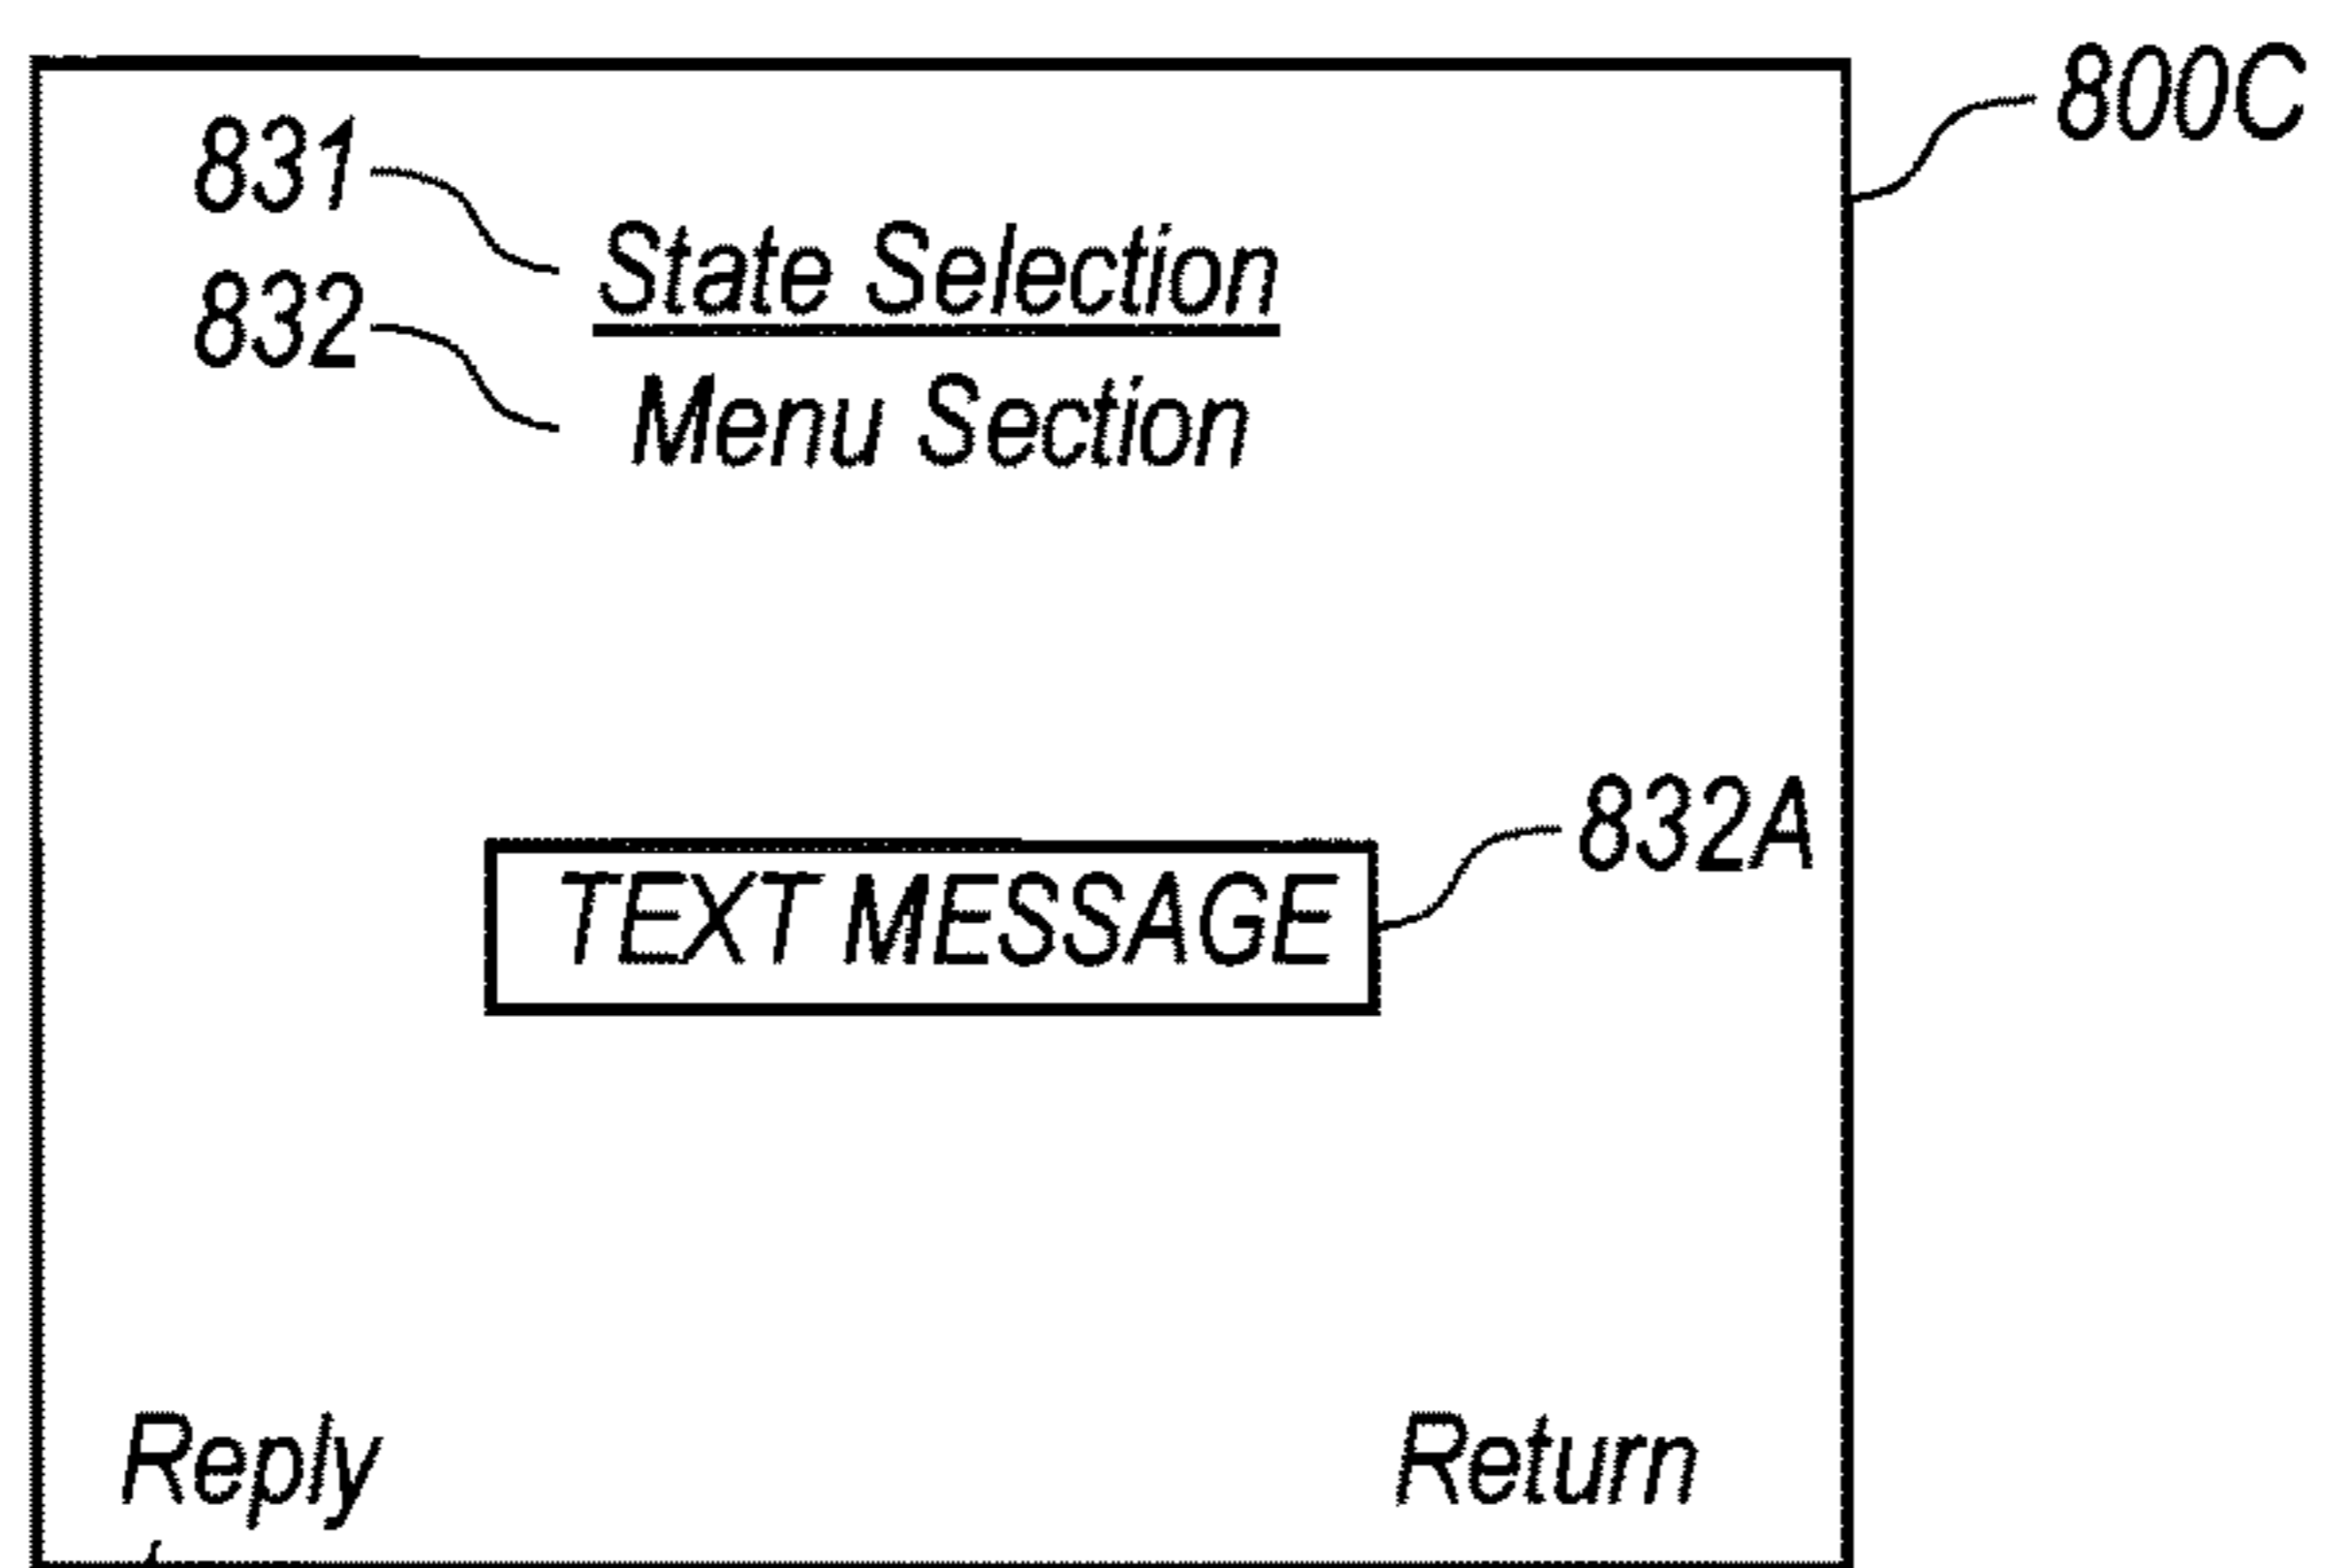 800C
831
State Selection
832
Menu Section
832A
TEXT MESSAGE
Reply Return